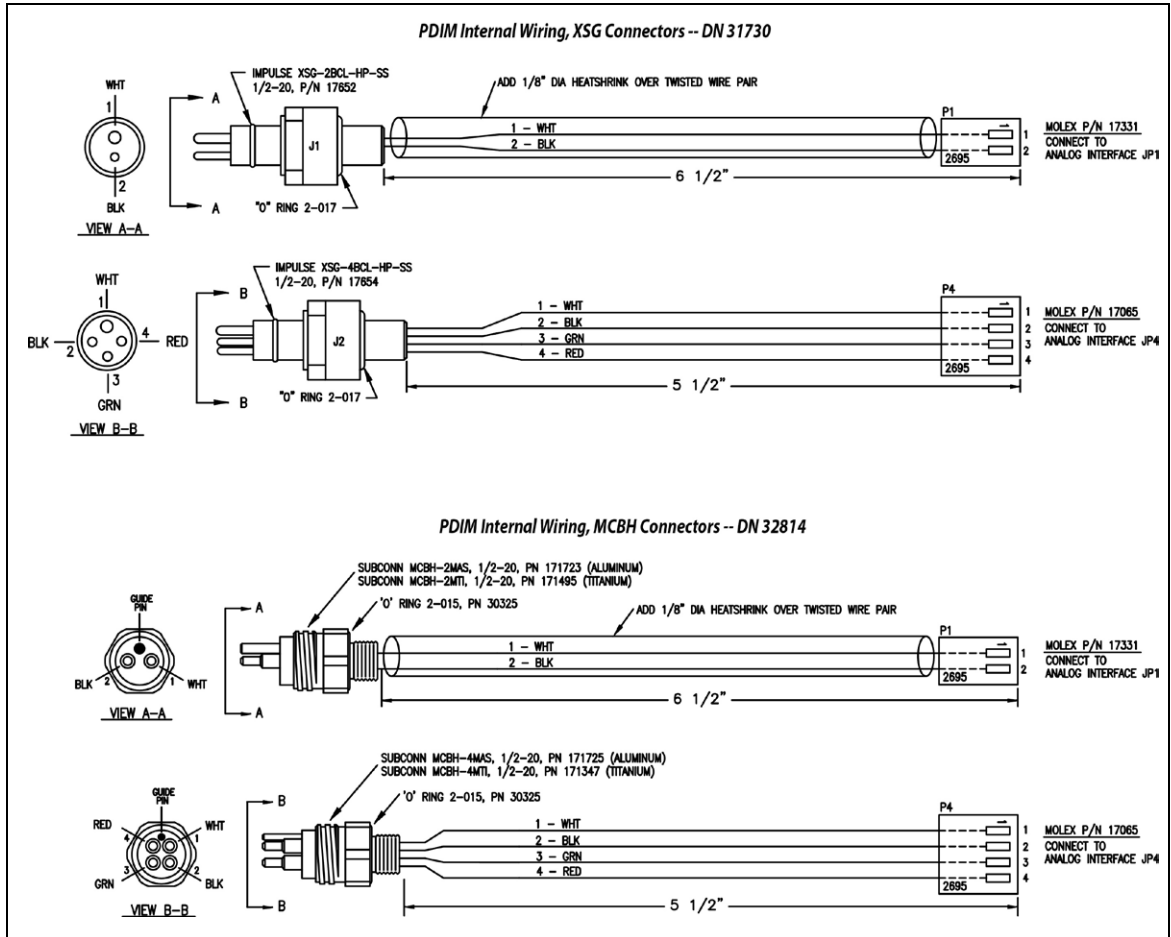 PDIM Internal Wiring, XSG Connectors -- DN 31730
WHT
1
2
BLK
VIEW A-A
A
A
IMPULSE XSG-2BCL-HP-SS
1/2-20, P/N 17652
J1
"O" RING 2-017
ADD 1/8" DIA HEATSHRINK OVER TWISTED WIRE PAIR
1 - WHT
2 - BLK
6 1/2"
P1
1
2
2695
MOLEX P/N 17331
CONNECT TO
ANALOG INTERFACE JP1
WHT
1
BLK
2
4
RED
3
GRN
VIEW B-B
B
B
IMPULSE XSG-4BCL-HP-SS
1/2-20, P/N 17654
J2
"O" RING 2-017
1 - WHT
2 - BLK
3 - GRN
4 - RED
5 1/2"
P4
1
2
3
4
2695
MOLEX P/N 17065
CONNECT TO
ANALOG INTERFACE JP4
PDIM Internal Wiring, MCBH Connectors -- DN 32814
GUIDE
PIN
BLK
2
1
WHT
VIEW A-A
A
A
SUBCONN MCBH-2MAS, 1/2-20, PN 171723 (ALUMINUM)
SUBCONN MCBH-2MTI, 1/2-20, PN 171495 (TITANIUM)
'O' RING 2-015, PN 30325
ADD 1/8" DIA HEATSHRINK OVER TWISTED WIRE PAIR
1 - WHT
2 - BLK
6 1/2"
P1
1
2
2695
MOLEX P/N 17331
CONNECT TO
ANALOG INTERFACE JP1
GUIDE
PIN
RED
4
1
WHT
GRN
3
2
BLK
VIEW B-B
B
B
SUBCONN MCBH-4MAS, 1/2-20, PN 171725 (ALUMINUM)
SUBCONN MCBH-4MTI, 1/2-20, PN 171347 (TITANIUM)
'O' RING 2-015, PN 30325
1 - WHT
2 - BLK
3 - GRN
4 - RED
5 1/2"
P4
1
2
3
4
2695
MOLEX P/N 17065
CONNECT TO
ANALOG INTERFACE JP4